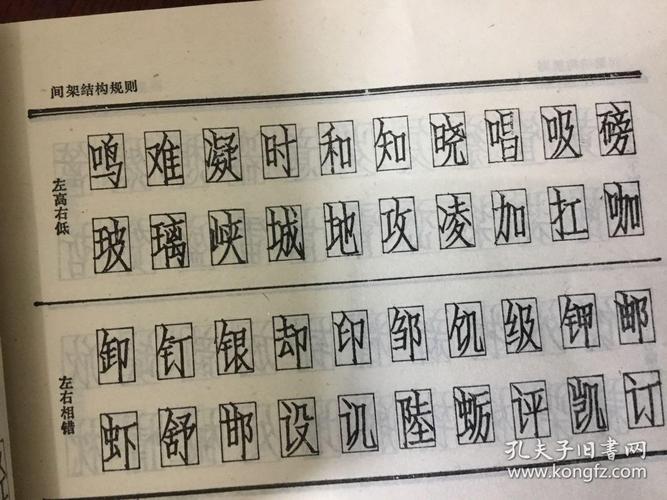 间架结构规则
左高右低
鸣难凝时和知晓唱吸磅
玻璃峡城地攻凌加扛咖
左右相错
卸钉银却印邹饥级钾邮
虾舒邯设讥陸蛎评凯订
孔夫子旧书网
www.kongfz.com